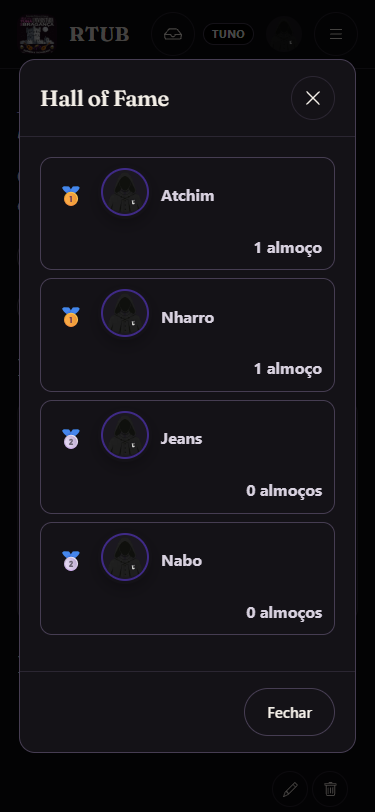 RTUB
TUNO
Hall of Fame
1
Atchim
1 almoço
1
Nharro
1 almoço
2
Jeans
0 almoços
2
Nabo
0 almoços
Fechar